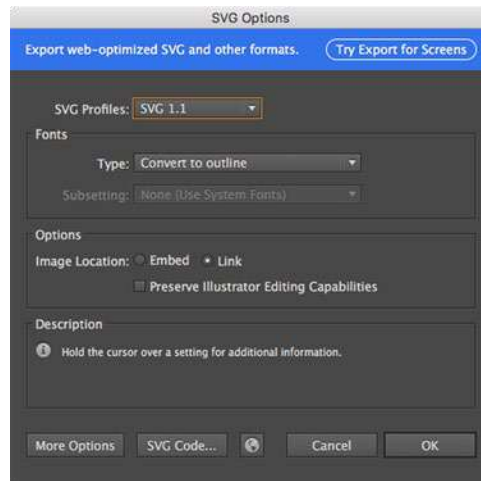 SVG Options
Export web-optimized SVG and other formats. Try Export for Screens
SVG Profiles: SVG 1.1
Fonts
Type: Convert to outline
Subsetting: None (Use System Fonts)
Options
Image Location: Embed Link
Preserve Illustrator Editing Capabilities
Description
Hold the cursor over a setting for additional information.
More Options SVG Code... Cancel OK